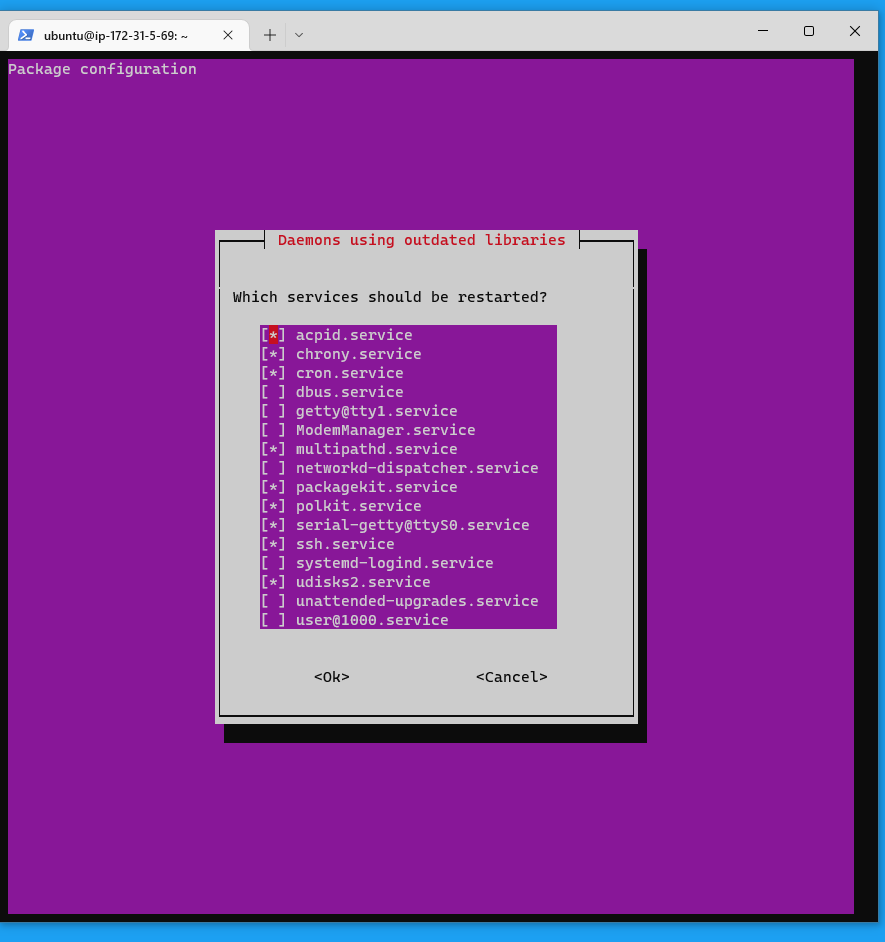 ubuntu@ip-172-31-5-69: ~
Package configuration
Daemons using outdated libraries
Which services should be restarted?
[*] acpid.service
[*] chrony.service
[*] cron.service
[ ] dbus.service
[ ] getty@tty1.service
[ ] ModemManager.service
[*] multipathd.service
[ ] networkd-dispatcher.service
[*] packagekit.service
[*] polkit.service
[*] serial-getty@ttyS0.service
[*] ssh.service
[ ] systemd-logind.service
[*] udisks2.service
[ ] unattended-upgrades.service
[ ] user@1000.service
<Ok> <Cancel>